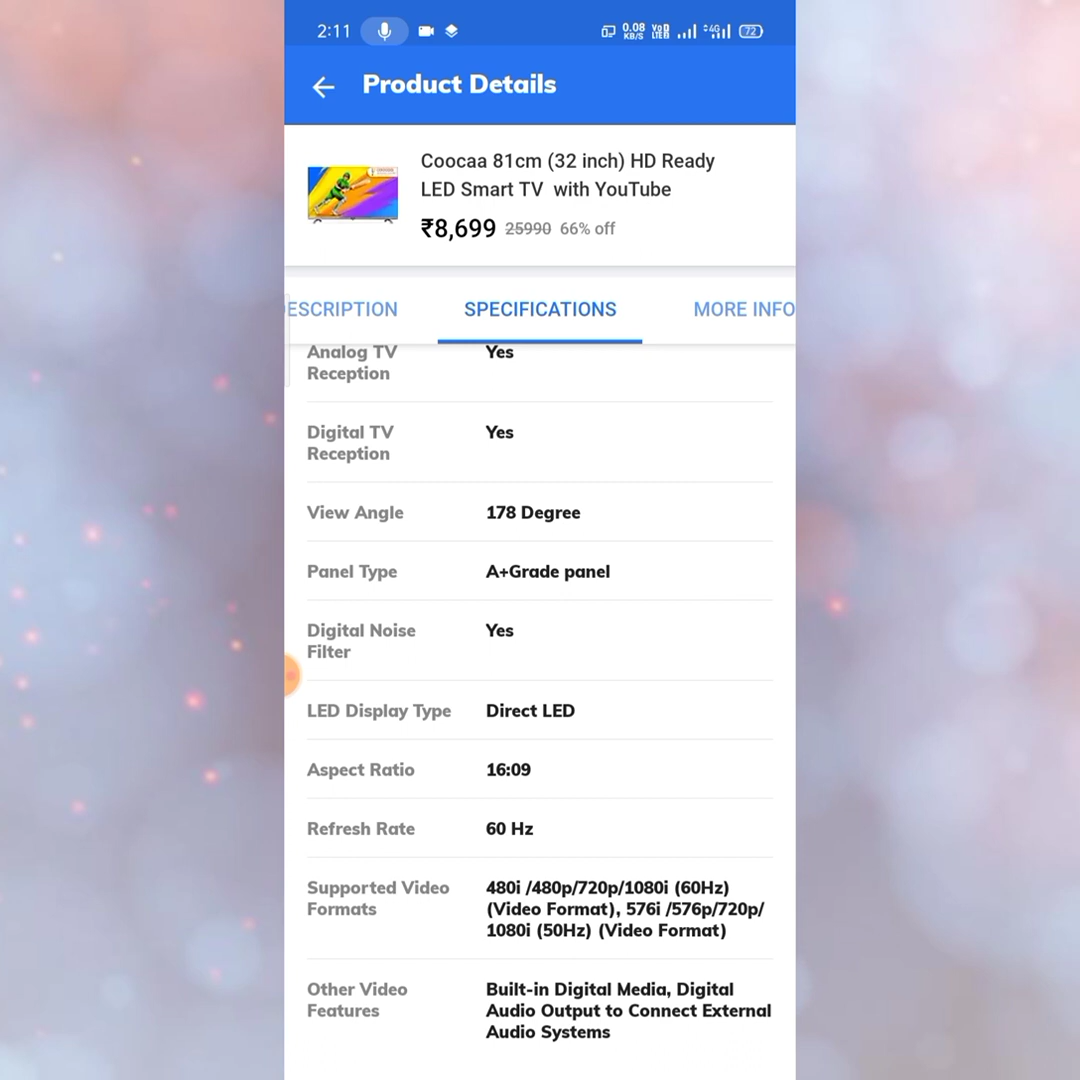 2:11
0.08 KB/S
4G
72
Product Details
Coocaa 81cm (32 inch) HD Ready
LED Smart TV with YouTube
₹8,699 25990 66% off
ESCRIPTION SPECIFICATIONS MORE INFO
Analog TV Yes
Reception
Digital TV Yes
Reception
View Angle 178 Degree
Panel Type A+Grade panel
Digital Noise Yes
Filter
LED Display Type Direct LED
Aspect Ratio 16:09
Refresh Rate 60 Hz
Supported Video 480i /480p/720p/1080i (60Hz)
Formats (Video Format), 576i /576p/720p/
1080i (50Hz) (Video Format)
Other Video Built-in Digital Media, Digital
Features Audio Output to Connect External
Audio Systems